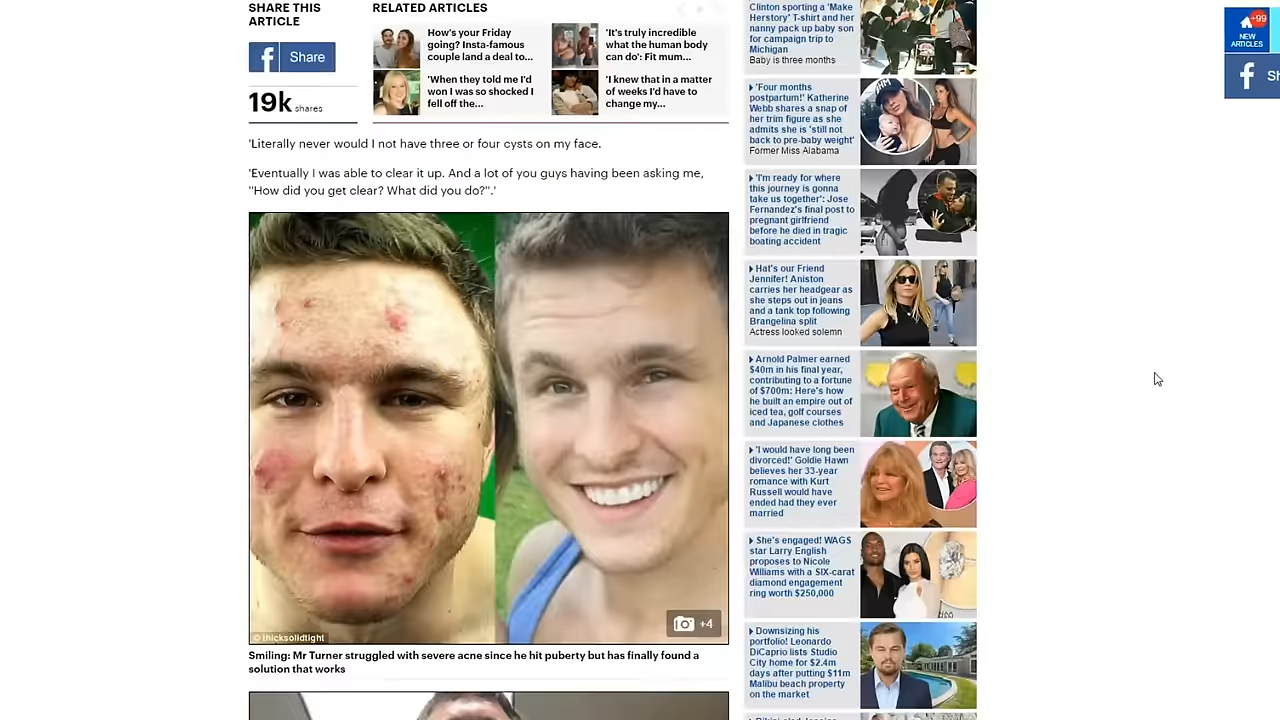 SHARE THIS
ARTICLE
Share
19k shares
RELATED ARTICLES
How's your Friday
going? Insta-famous
couple land a deal to...
'It's truly incredible
what the human body
can do': Fit mum...
'When they told me I'd
won I was so shocked I
fell off the...
'I knew that in a matter
of weeks I'd have to
change my...
'Literally never would I not have three or four cysts on my face.
'Eventually I was able to clear it up. And a lot of you guys having been asking me,
"How did you get clear? What did you do?".'
© thicksolidtight
+4
Smiling: Mr Turner struggled with severe acne since he hit puberty but has finally found a
solution that works
Clinton sporting a 'Make
Herstory' T-shirt and her
nanny pack up baby son
for campaign trip to
Michigan
Baby is three months
'Four months
postpartum!' Katherine
Webb shares a snap of
her trim figure as she
admits she is 'still not
back to pre-baby weight'
Former Miss Alabama
'I'm ready for where
this journey is gonna
take us together': Jose
Fernandez's final post to
pregnant girlfriend
before he died in tragic
boating accident
Hat's our Friend
Jennifer! Aniston
carries her headgear as
she steps out in jeans
and a tank top following
Brangelina split
Actress looked solemn
Arnold Palmer earned
$40m in his final year,
contributing to a fortune
of $700m: Here's how
he built an empire out of
iced tea, golf courses
and Japanese clothes
'I would have long been
divorced!' Goldie Hawn
believes her 33-year
romance with Kurt
Russell would have
ended had they ever
married
She's engaged! WAGS
star Larry English
proposes to Nicole
Williams with a SIX-carat
diamond engagement
ring worth $250,000
Downsizing his
portfolio! Leonardo
DiCaprio lists Studio
City home for $2.4m
days after putting $11m
Malibu beach property
on the market
+99
NEW
ARTICLES
Sh